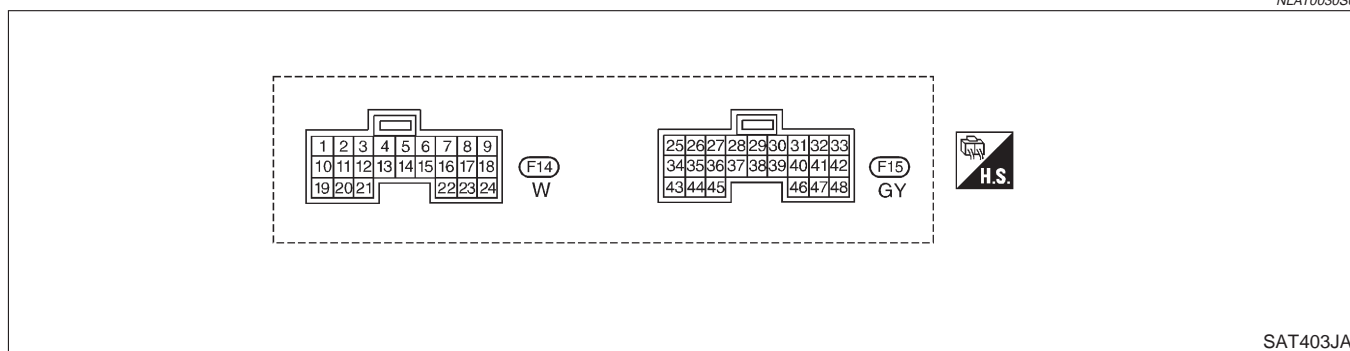 1 2 3 4 5 6 7 8 9
10 11 12 13 14 15 16 17 18
19 20 21 22 23 24
F14
W
25 26 27 28 29 30 31 32 33
34 35 36 37 38 39 40 41 42
43 44 45 46 47 48
F15
GY
H.S.
SAT403JA